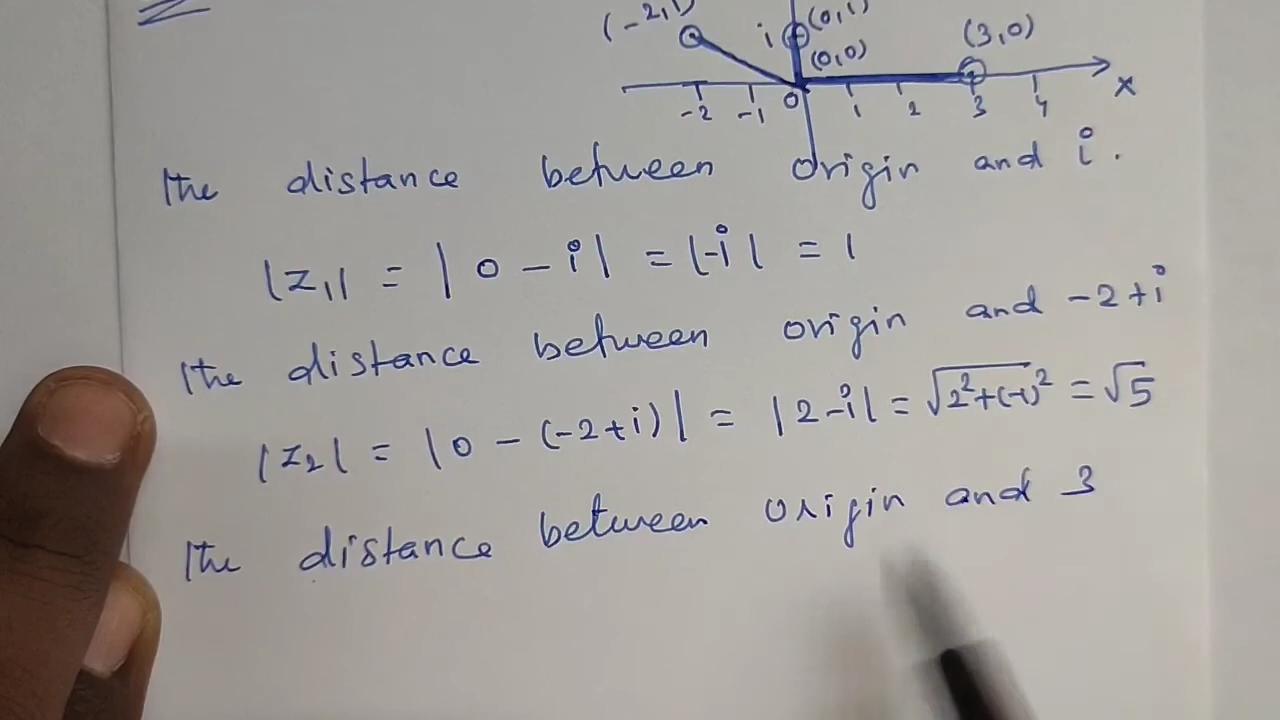 (-2,1) i (0,1) (3,0)
(0,0)
-2 -1 0 1 2 3 4 x
The distance between origin and i.
|z₁| = |0 - i| = |-i| = 1
The distance between origin and -2+i
|z₂| = |0 - (-2+i)| = |2-i| = √2²+(-1)² = √5
The distance between origin and 3